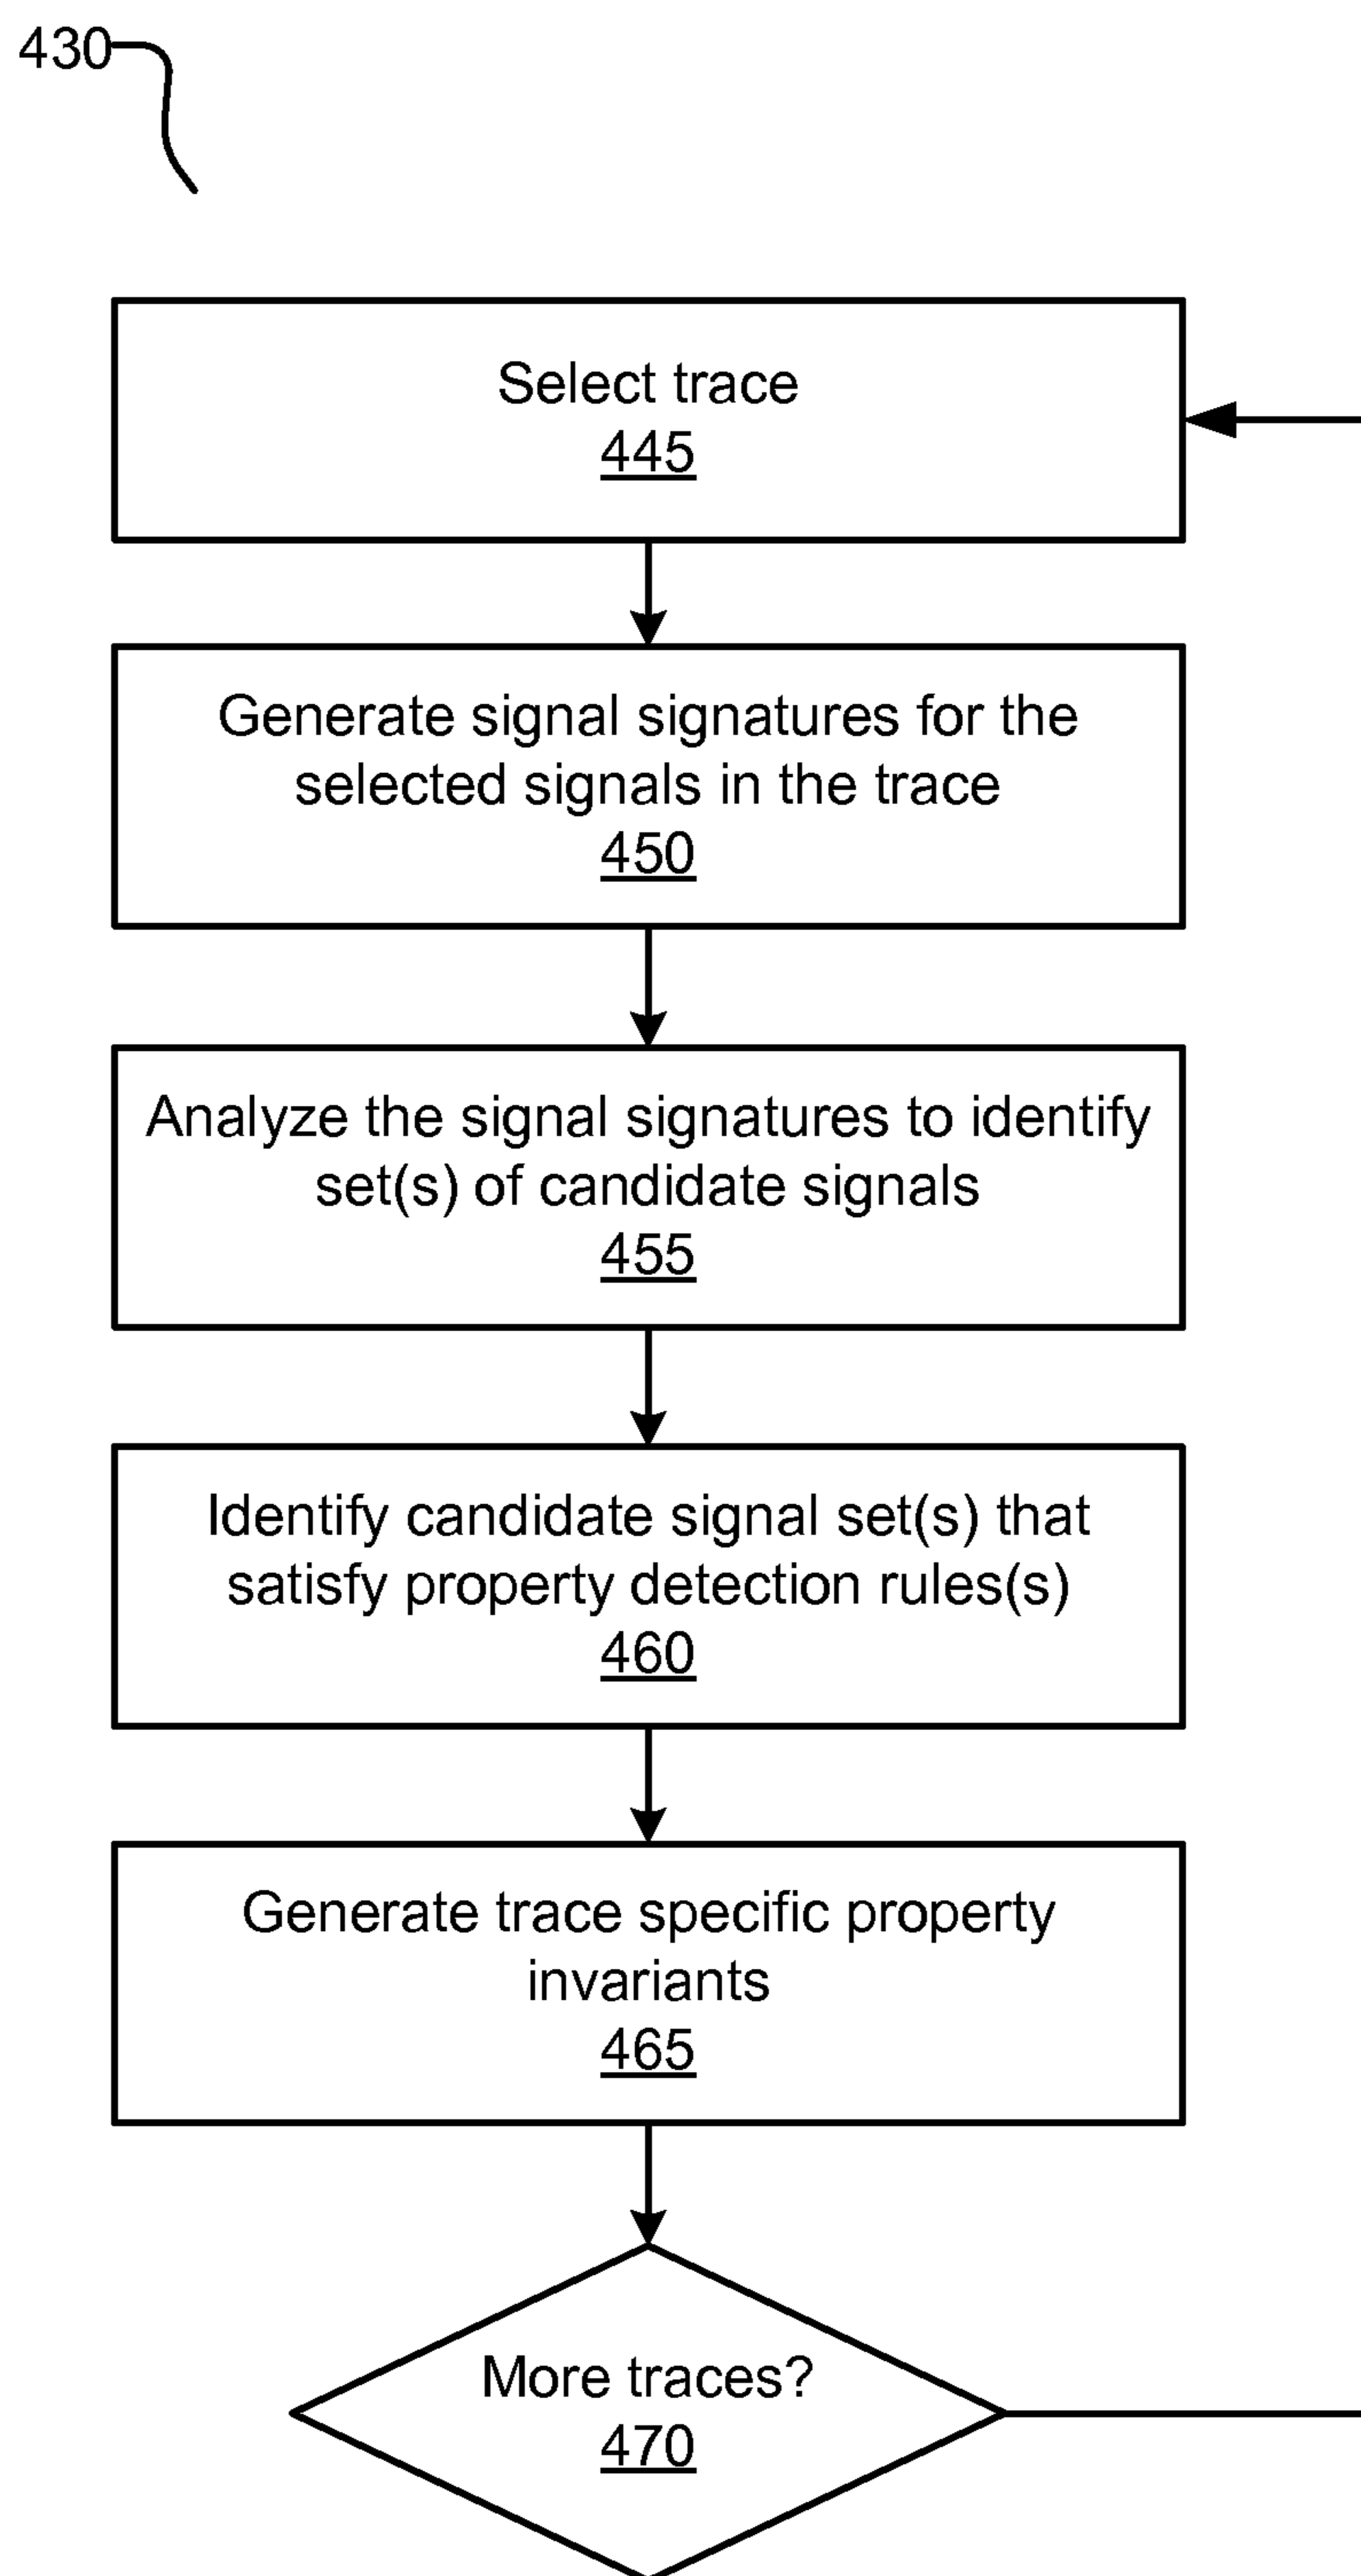 430
Select trace
445
Generate signal signatures for the
selected signals in the trace
450
Analyze the signal signatures to identify
set(s) of candidate signals
455
Identify candidate signal set(s) that
satisfy property detection rules(s)
460
Generate trace specific property
invariants
465
More traces?
470